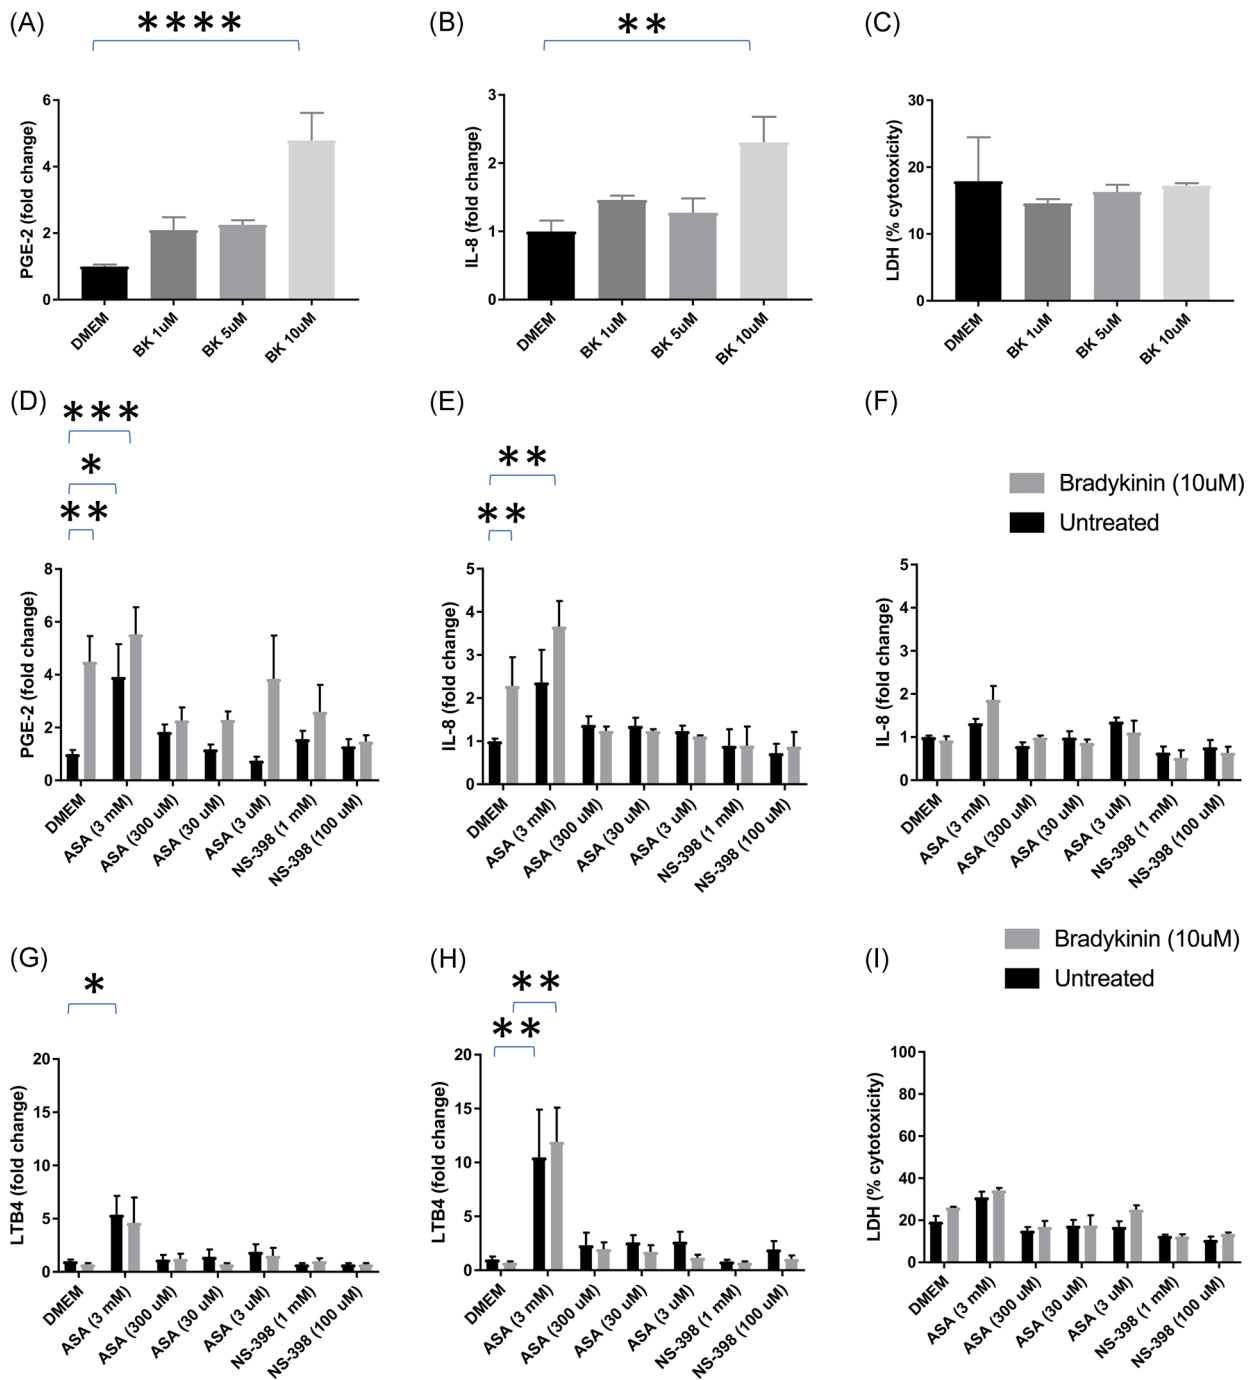 (A)
****
PGE-2 (fold change)
6
4
2
0
DMEM
BK 1uM
BK 5uM
BK 10uM
(B)
**
IL-8 (fold change)
3
2
1
0
DMEM
BK 1uM
BK 5uM
BK 10uM
(C)
LDH (% cytotoxicity)
30
20
10
0
DMEM
BK 1uM
BK 5uM
BK 10uM
(D)
***
*
**
PGE-2 (fold change)
8
6
4
2
0
DMEM
ASA (3 mM)
ASA (300 uM)
ASA (30 uM)
ASA (3 uM)
NS-398 (1 mM)
NS-398 (100 uM)
(E)
**
**
IL-8 (fold change)
5
4
3
2
1
0
DMEM
ASA (3 mM)
ASA (300 uM)
ASA (30 uM)
ASA (3 uM)
NS-398 (1 mM)
NS-398 (100 uM)
(F)
Bradykinin (10uM)
Untreated
IL-8 (fold change)
5
4
3
2
1
0
DMEM
ASA (3 mM)
ASA (300 uM)
ASA (30 uM)
ASA (3 uM)
NS-398 (1 mM)
NS-398 (100 uM)
(G)
*
LTB4 (fold change)
20
15
10
5
0
DMEM
ASA (3 mM)
ASA (300 uM)
ASA (30 uM)
ASA (3 uM)
NS-398 (1 mM)
NS-398 (100 uM)
(H)
**
**
LTB4 (fold change)
20
15
10
5
0
DMEM
ASA (3 mM)
ASA (300 uM)
ASA (30 uM)
ASA (3 uM)
NS-398 (1 mM)
NS-398 (100 uM)
(I)
Bradykinin (10uM)
Untreated
LDH (% cytotoxicity)
100
80
60
40
20
0
DMEM
ASA (3 mM)
ASA (300 uM)
ASA (30 uM)
ASA (3 uM)
NS-398 (1 mM)
NS-398 (100 uM)